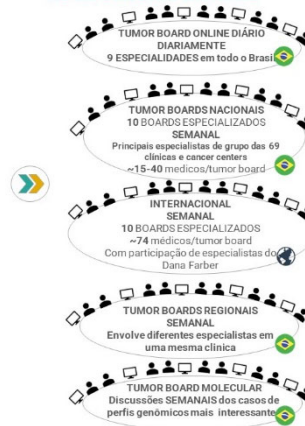 TUMOR BOARD ONLINE DIÁRIO
DIARIAMENTE
9 ESPECIALIDADES em todo o Brasil
TUMOR BOARDS NACIONAIS
10 BOARDS ESPECIALIZADOS
SEMANAL
Principais especialistas de grupo das 69
clínicas e cancer centers
~15-40 medicos/tumor board
INTERNACIONAL
SEMANAL
10 BOARDS ESPECIALIZADOS
~74 médicos/tumor board
Com participação de especialistas do
Dana Farber
TUMOR BOARDS REGIONAIS
SEMANAL
Envolve diferentes especialistas em
uma mesma clínica
TUMOR BOARD MOLECULAR
Discussões SEMANAIS dos casos de
perfis genômicos mais interessante